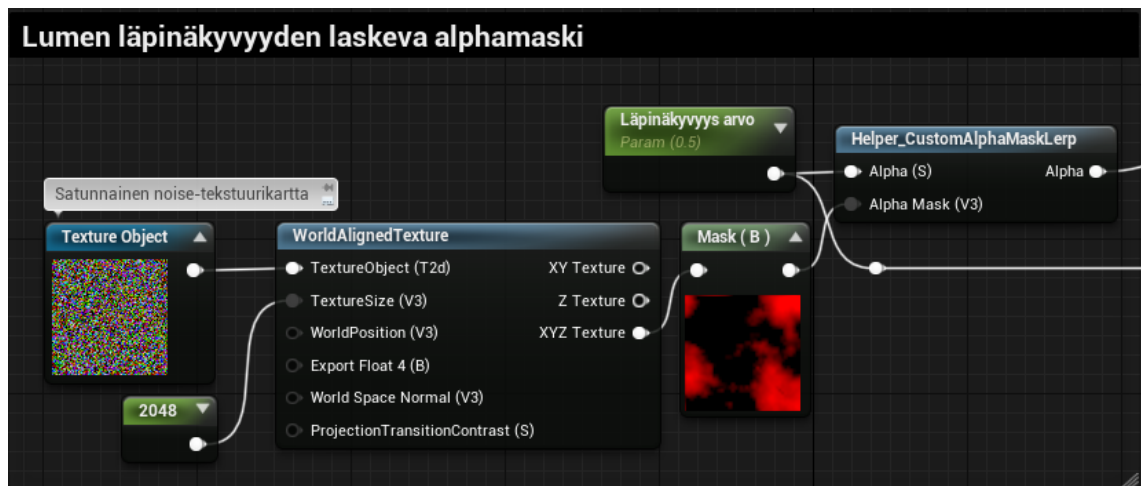 Lumen läpinäkyvyyden laskeva alphamaski
Läpinäkyvyys arvo
Param (0.5)
Helper_CustomAlphaMaskLerp
Alpha (S)
Alpha
Alpha Mask (V3)
Satunnainen noise-tekstuurikartta
Texture Object
WorldAlignedTexture
TextureObject (T2d)
XY Texture
TextureSize (V3)
Z Texture
WorldPosition (V3)
XYZ Texture
Export Float 4 (B)
World Space Normal (V3)
ProjectionTransitionContrast (S)
Mask ( B )
2048